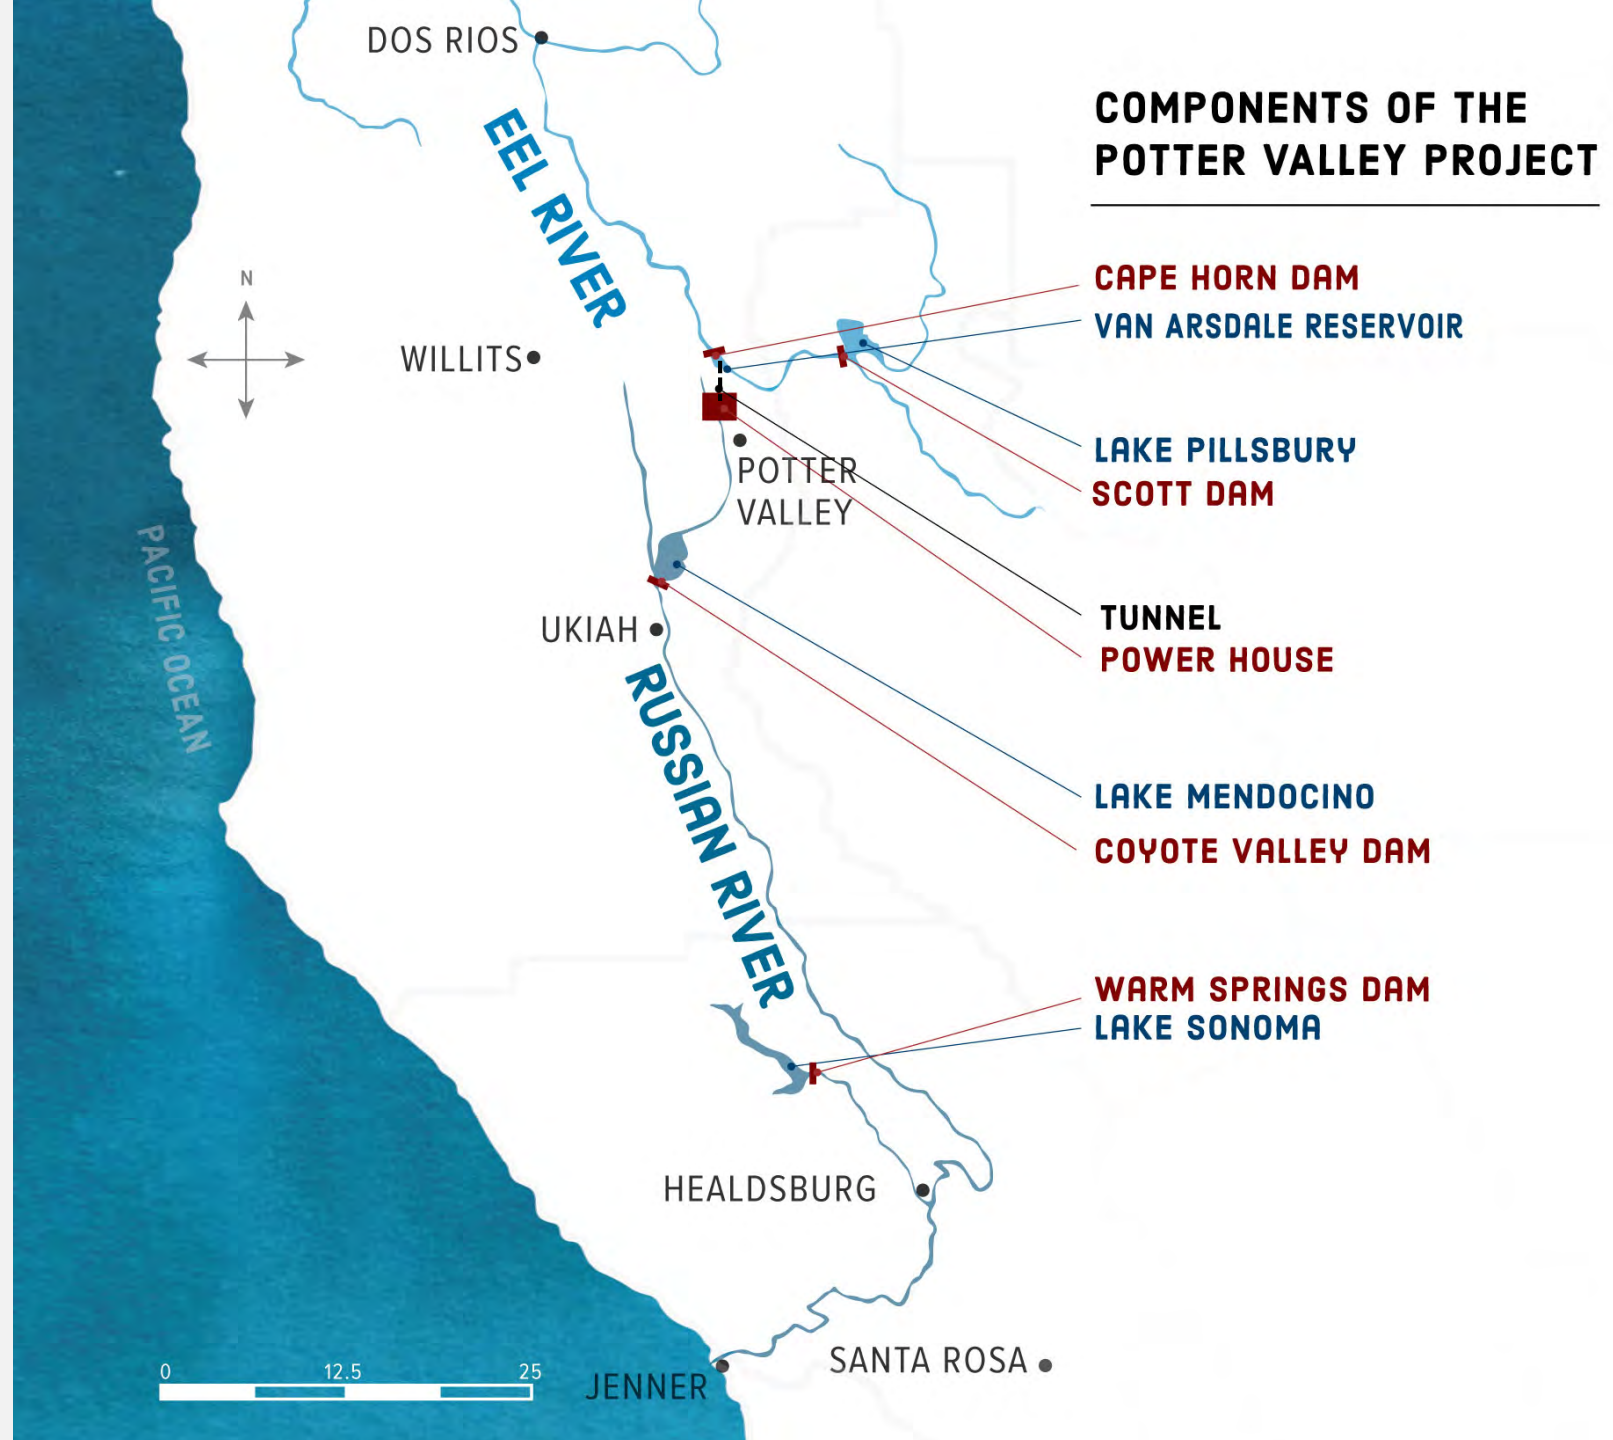 DOS RIOS
COMPONENTS OF THE
POTTER VALLEY PROJECT
EEL RIVER
CAPE HORN DAM
VAN ARSDALE RESERVOIR
N
WILLITS
LAKE PILLSBURY
SCOTT DAM
POTTER
VALLEY
PACIFIC OCEAN
TUNNEL
POWER HOUSE
UKIAH
RUSSIAN RIVER
LAKE MENDOCINO
COYOTE VALLEY DAM
WARM SPRINGS DAM
LAKE SONOMA
HEALDSBURG
SANTA ROSA
JENNER
0 12.5 25